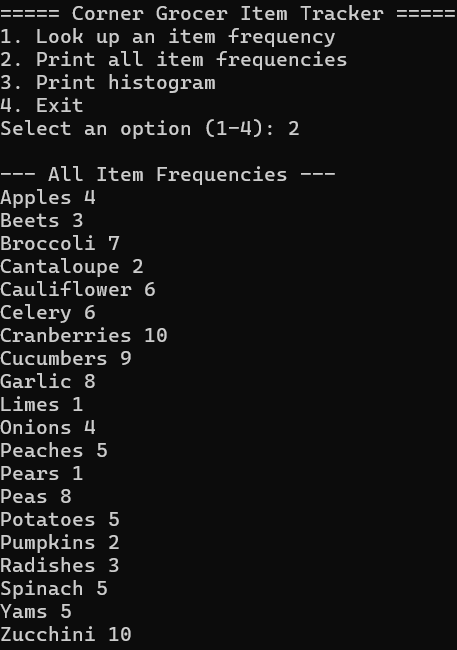 ===== Corner Grocer Item Tracker =====
1. Look up an item frequency
2. Print all item frequencies
3. Print histogram
4. Exit
Select an option (1-4): 2
--- All Item Frequencies ---
Apples 4
Beets 3
Broccoli 7
Cantaloupe 2
Cauliflower 6
Celery 6
Cranberries 10
Cucumbers 9
Garlic 8
Limes 1
Onions 4
Peaches 5
Pears 1
Peas 8
Potatoes 5
Pumpkins 2
Radishes 3
Spinach 5
Yams 5
Zucchini 10